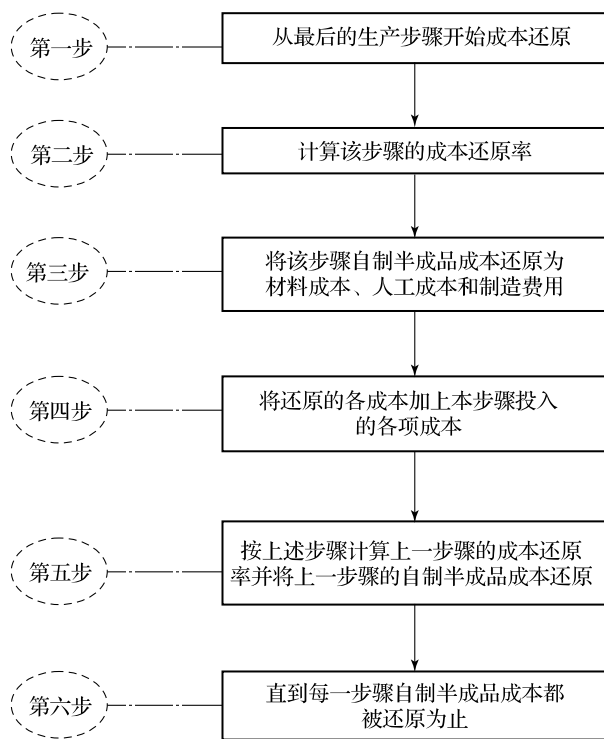 第一步
从最后的生产步骤开始成本还原
第二步
计算该步骤的成本还原率
第三步
将该步骤自制半成品成本还原为
材料成本、人工成本和制造费用
第四步
将还原的各成本加上本步骤投入
的各项成本
第五步
按上述步骤计算上一步骤的成本还原
率并将上一步骤的自制半成品成本还原
第六步
直到每一步骤自制半成品成本都
被还原为止